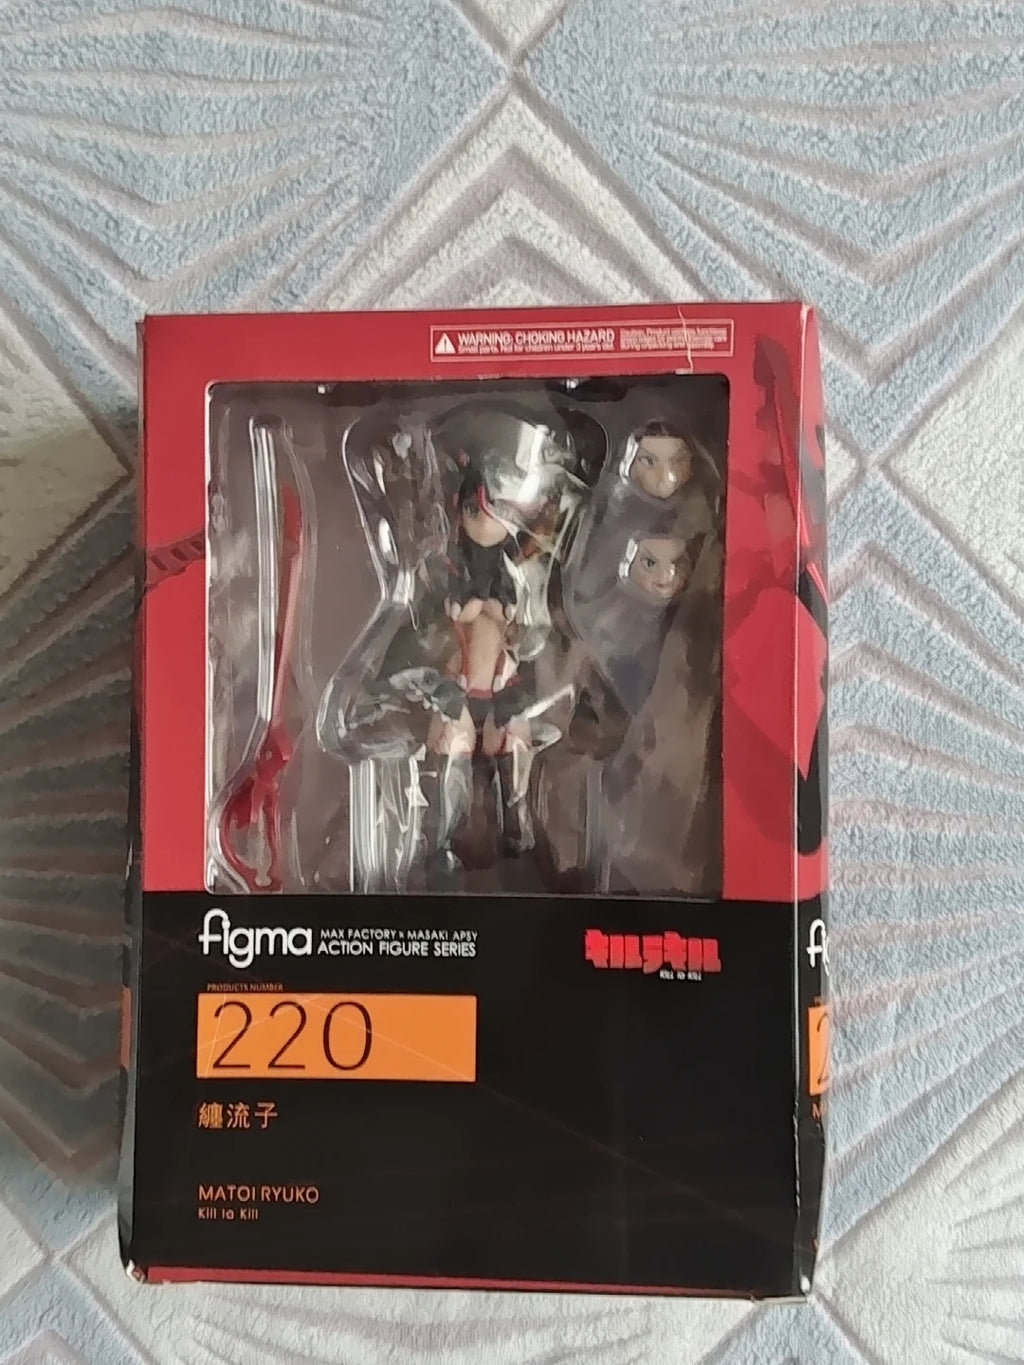 WARNING: CHOKING HAZARD
Small parts. Not for children under 3 years old.
figma
MAX FACTORY × MASAKI APSY
ACTION FIGURE SERIES
キルラキル
KILL la KILL
PRODUCTS NUMBER
220
纏流子
MATOI RYUKO
Kill la Kill